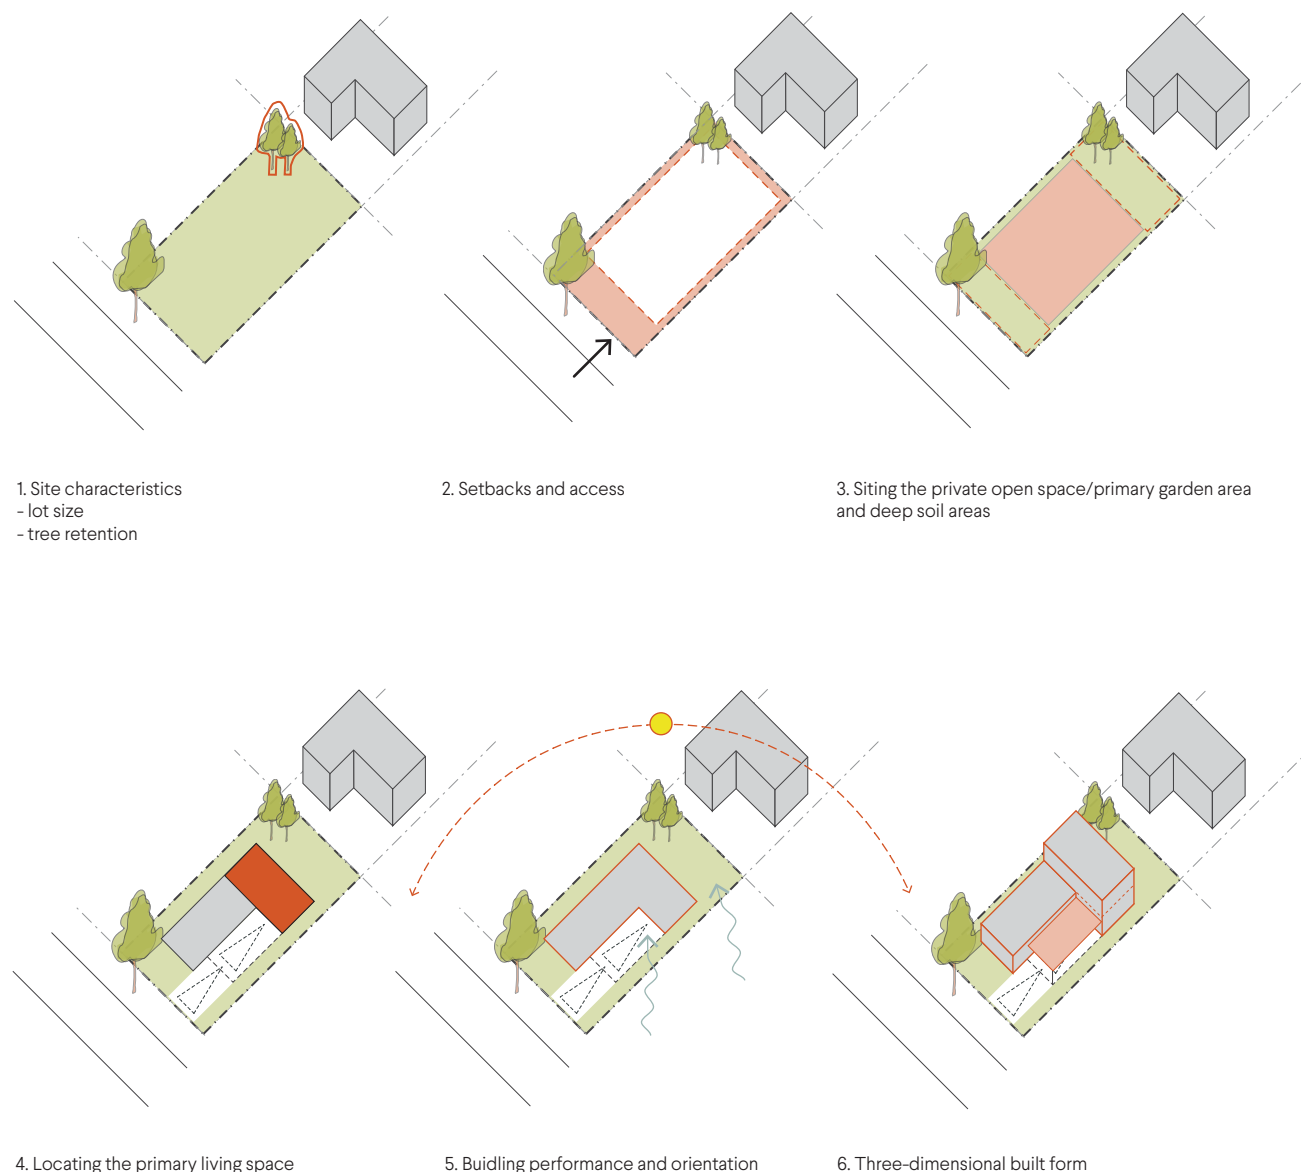 1. Site characteristics
- lot size
- tree retention
2. Setbacks and access
3. Siting the private open space/primary garden area
and deep soil areas
4. Locating the primary living space
5. Buidling performance and orientation
6. Three-dimensional built form